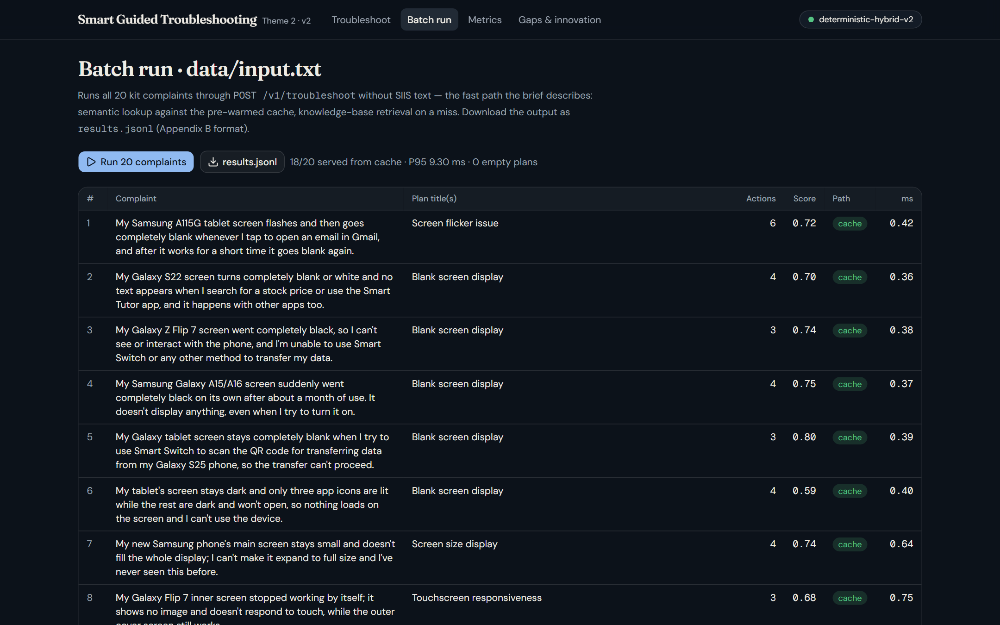 Smart Guided Troubleshooting Theme 2 · v2 Troubleshoot Batch run Metrics Gaps & innovation deterministic-hybrid-v2
Batch run · data/input.txt
Runs all 20 kit complaints through POST /v1/troubleshoot without SIIS text — the fast path the brief describes:
semantic lookup against the pre-warmed cache, knowledge-base retrieval on a miss. Download the output as
results.jsonl (Appendix B format).
Run 20 complaints results.jsonl 18/20 served from cache · P95 9.30 ms · 0 empty plans
# Complaint Plan title(s) Actions Score Path ms
1 My Samsung A115G tablet screen flashes and then goes Screen flicker issue 6 0.72 cache 0.42
completely blank whenever I tap to open an email in Gmail,
and after it works for a short time it goes blank again.
2 My Galaxy S22 screen turns completely blank or white and no Blank screen display 4 0.70 cache 0.36
text appears when I search for a stock price or use the Smart
Tutor app, and it happens with other apps too.
3 My Galaxy Z Flip 7 screen went completely black, so I can't Blank screen display 3 0.74 cache 0.38
see or interact with the phone, and I'm unable to use Smart
Switch or any other method to transfer my data.
4 My Samsung Galaxy A15/A16 screen suddenly went Blank screen display 4 0.75 cache 0.37
completely black on its own after about a month of use. It
doesn't display anything, even when I try to turn it on.
5 My Galaxy tablet screen stays completely blank when I try to Blank screen display 3 0.80 cache 0.39
use Smart Switch to scan the QR code for transferring data
from my Galaxy S25 phone, so the transfer can't proceed.
6 My tablet's screen stays dark and only three app icons are lit Blank screen display 4 0.59 cache 0.40
while the rest are dark and won't open, so nothing loads on
the screen and I can't use the device.
7 My new Samsung phone's main screen stays small and doesn't Screen size display 4 0.74 cache 0.64
fill the whole display; I can't make it expand to full size and I've
never seen this before.
8 My Galaxy Flip 7 inner screen stopped working by itself; it Touchscreen responsiveness 3 0.68 cache 0.75
shows no image and doesn't respond to touch, while the outer
cover screen still works.